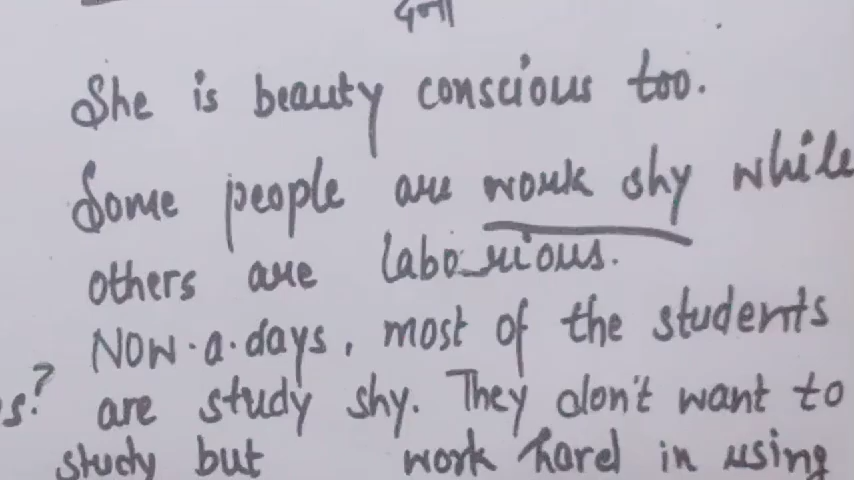 She is beauty conscious too.
Some people are work shy while
others are laborious.
Now.a.days, most of the students
s? are study shy. They don't want to
study but work hard in using